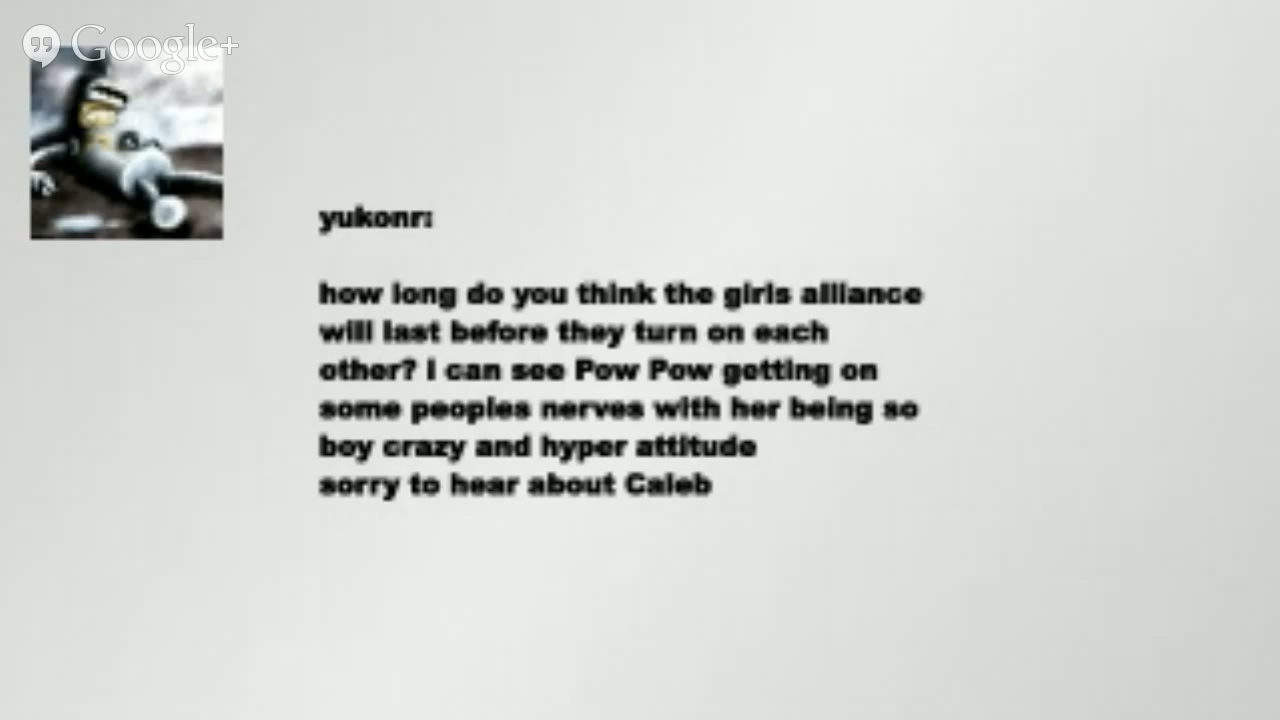 Google+
yukonr:
how long do you think the girls alliance
will last before they turn on each
other? I can see Pow Pow getting on
some peoples nerves with her being so
boy crazy and hyper attitude
sorry to hear about Caleb